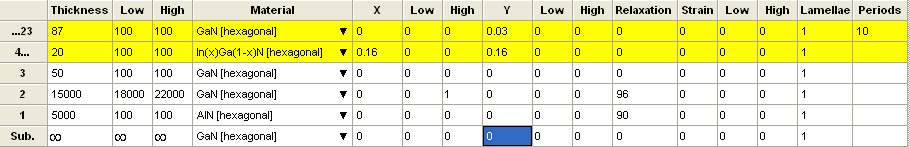 Thickness Low High Material X Low High Y Low High Relaxation Strain Low High Lamellae Periods
...23 87 100 100 GaN [hexagonal] 0 0 0 0.03 0 0 0 0 0 0 1 10
4... 20 100 100 In(x)Ga(1-x)N [hexagonal] 0.16 0 0 0.16 0 0 0 0 0 0 1
3 50 100 100 GaN [hexagonal] 0 0 0 0 0 0 0 0 0 0 1
2 15000 18000 22000 GaN [hexagonal] 0 0 1 0 0 0 96 0 0 0 1
1 5000 100 100 AlN [hexagonal] 0 0 0 0 0 0 90 0 0 0 1
Sub. ∞ ∞ ∞ GaN [hexagonal] 0 0 0 0 0 0 0 0 0 0 1